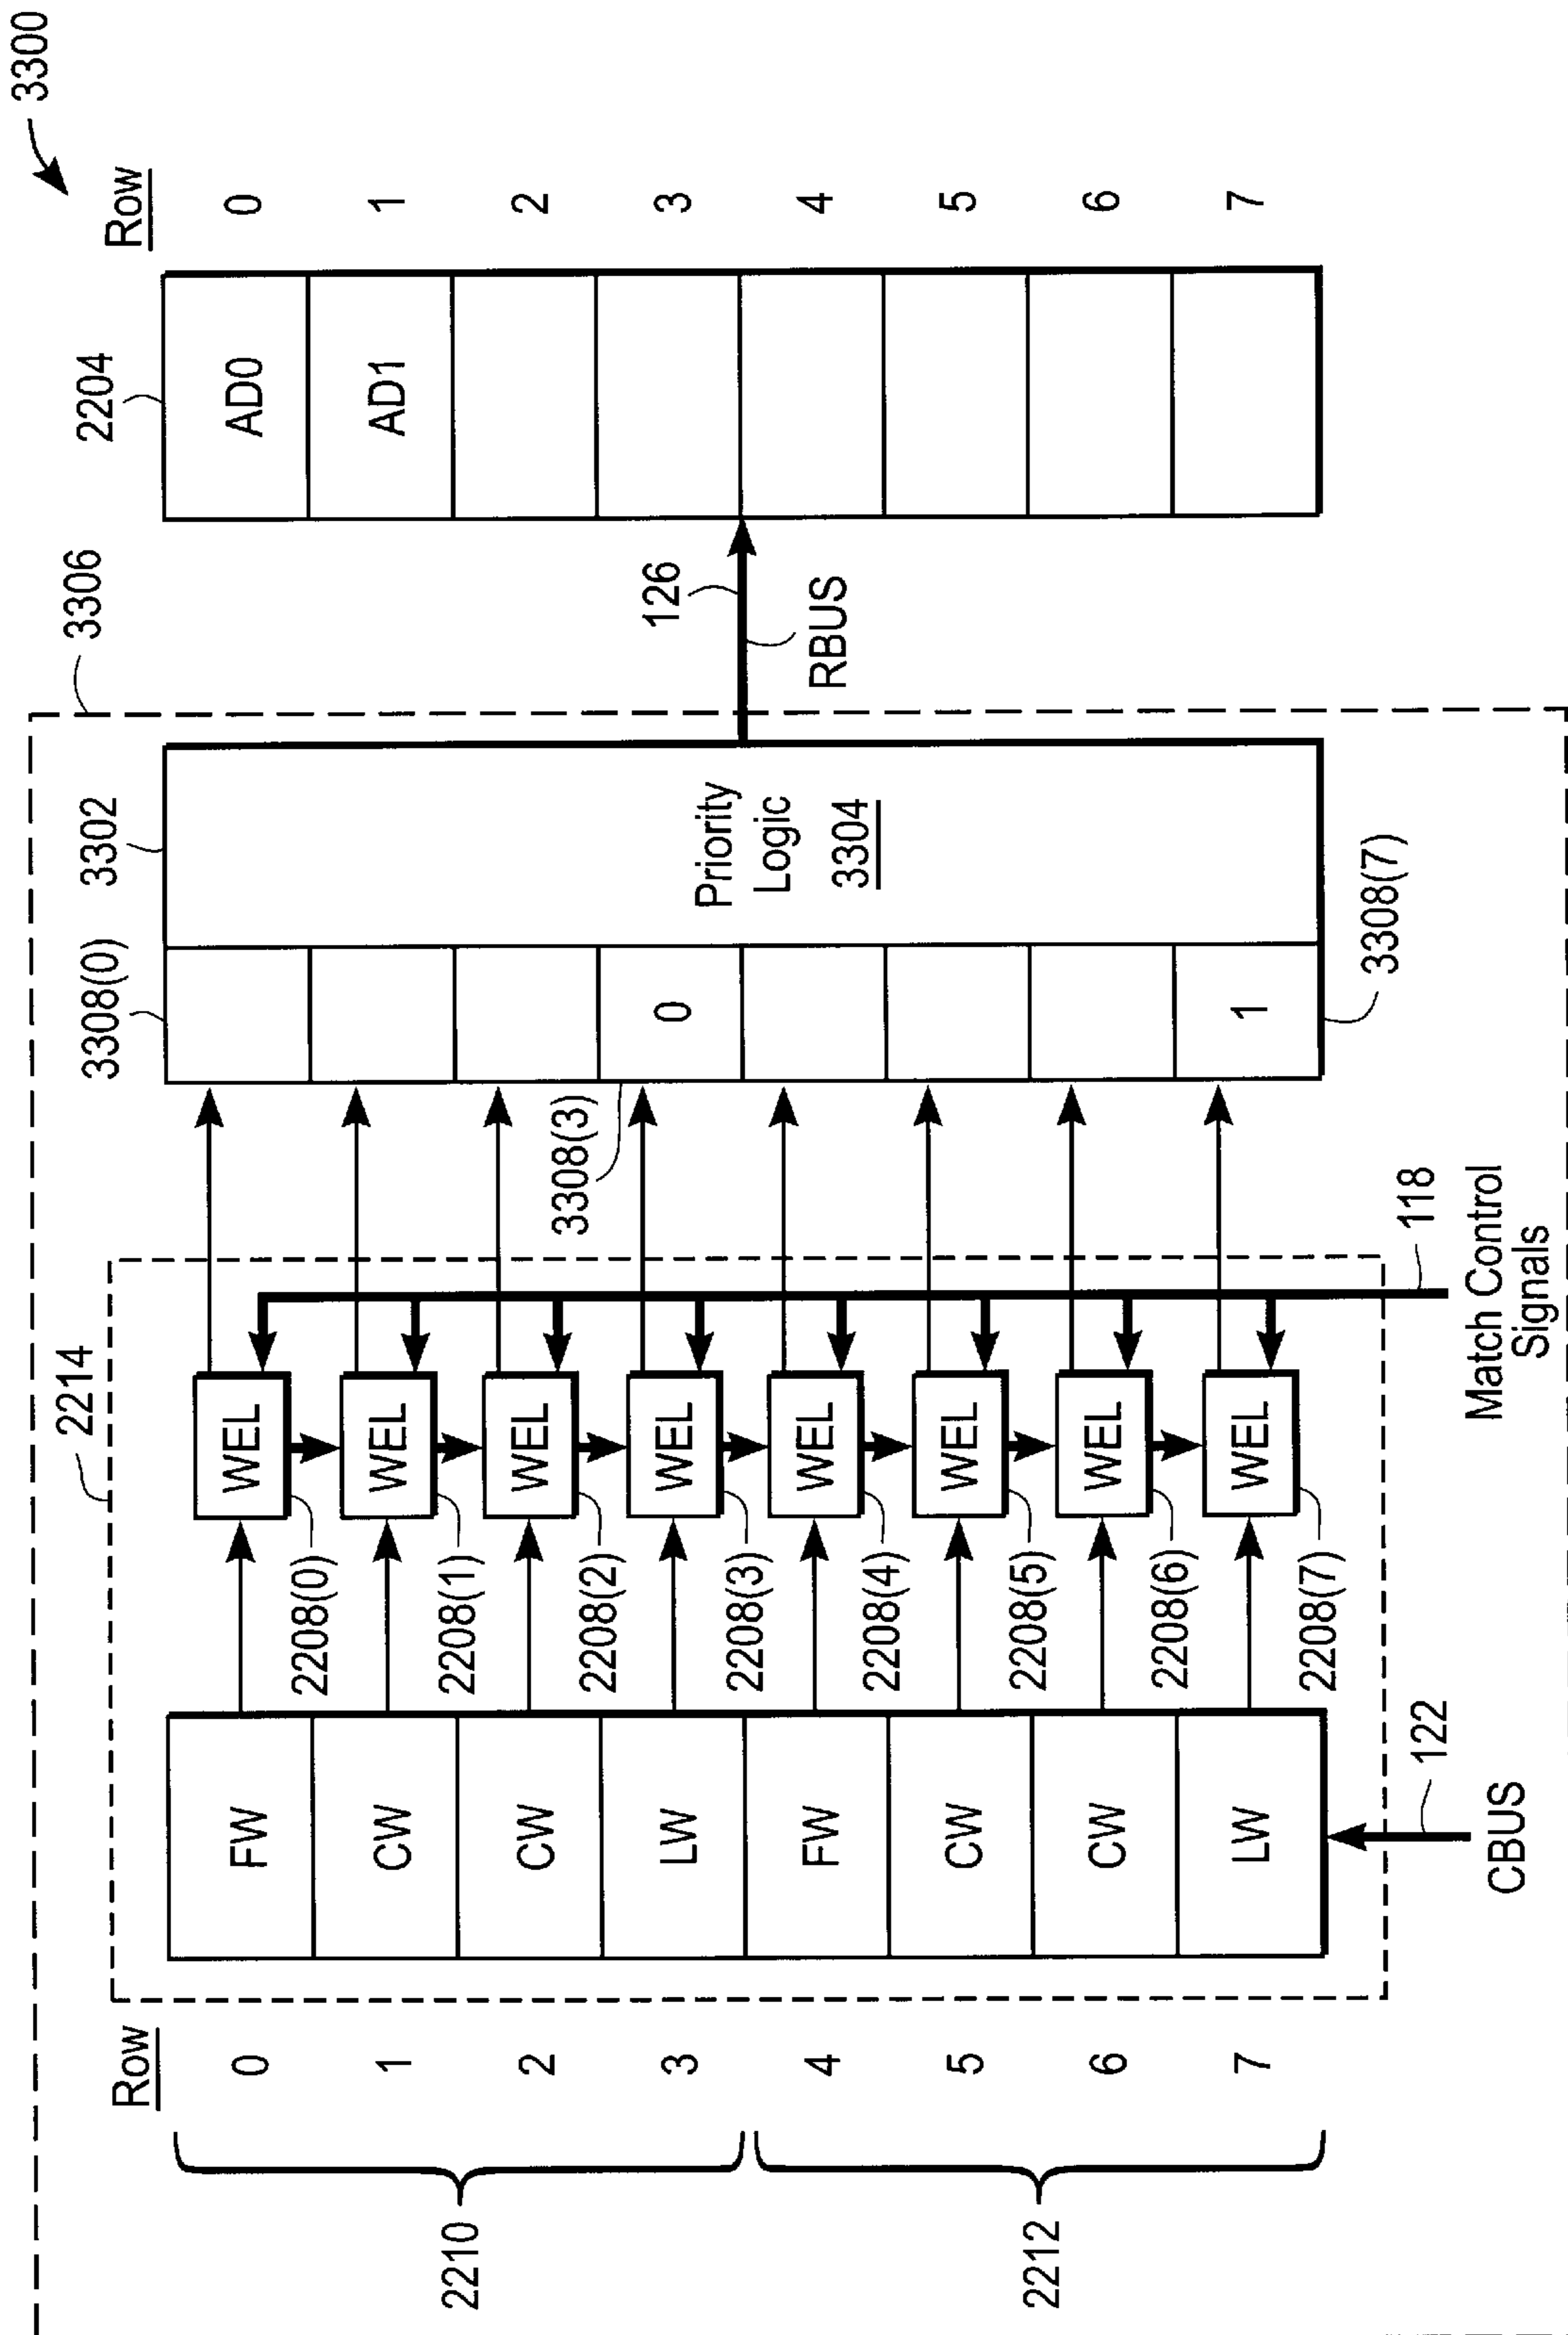 3300
2204
Row
AD0
0
AD1
1
2
3
4
5
6
7
3306
126
RBUS
3302
Priority
Logic
3304
3308(0)
0
1
3308(3)
3308(7)
2214
118
Match Control
Signals
WEL
2208(0)
WEL
2208(1)
WEL
2208(2)
WEL
2208(3)
WEL
2208(4)
WEL
2208(5)
WEL
2208(6)
WEL
2208(7)
Row
0
FW
1
CW
2
CW
3
LW
4
FW
5
CW
6
CW
7
LW
122
CBUS
2210
2212